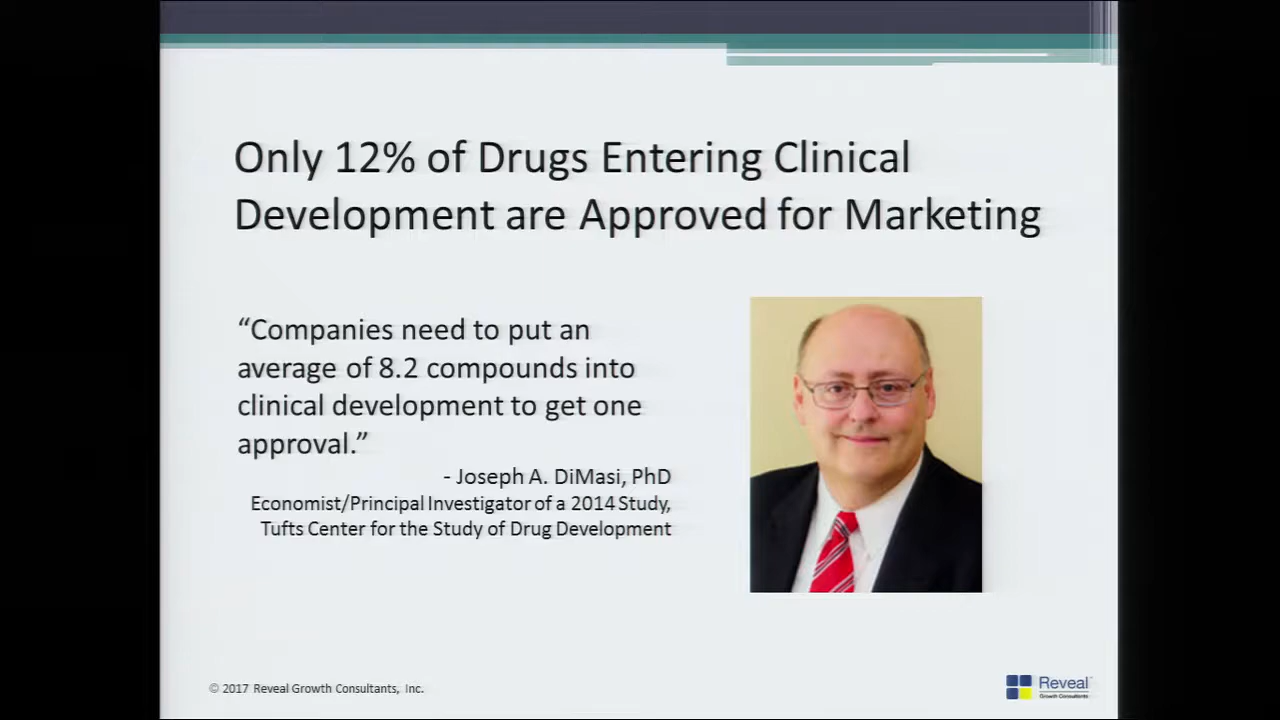 Only 12% of Drugs Entering Clinical
Development are Approved for Marketing
“Companies need to put an
average of 8.2 compounds into
clinical development to get one
approval.”
- Joseph A. DiMasi, PhD
Economist/Principal Investigator of a 2014 Study,
Tufts Center for the Study of Drug Development
© 2017 Reveal Growth Consultants, Inc.
Reveal
Growth Consultants